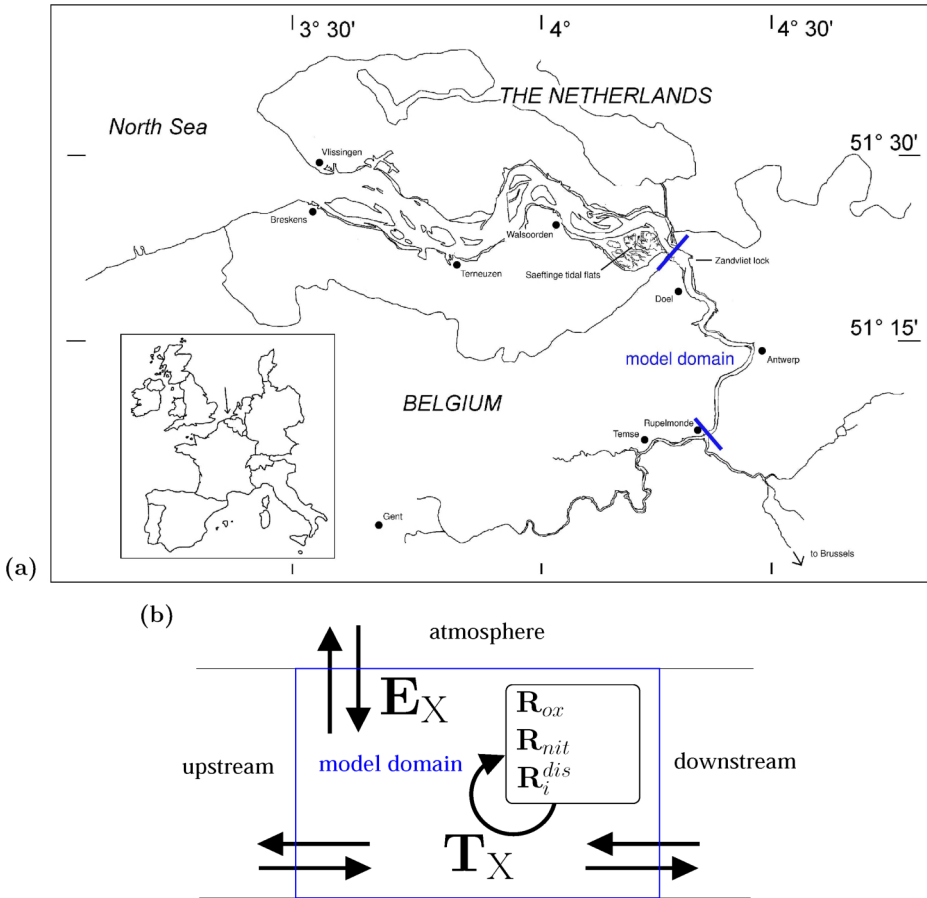 3° 30'
4°
4° 30'
THE NETHERLANDS
North Sea
51° 30'
Vlissingen
Breskens
Walsoorden
Saeftinge tidal flats
Zandvliet lock
Terneuzen
Doel
51° 15'
model domain
Antwerp
BELGIUM
Rupelmonde
Temse
Gent
to Brussels
(a)
(b)
atmosphere
E_X
R_ox
R_nit
R_i^dis
upstream
model domain
downstream
T_X